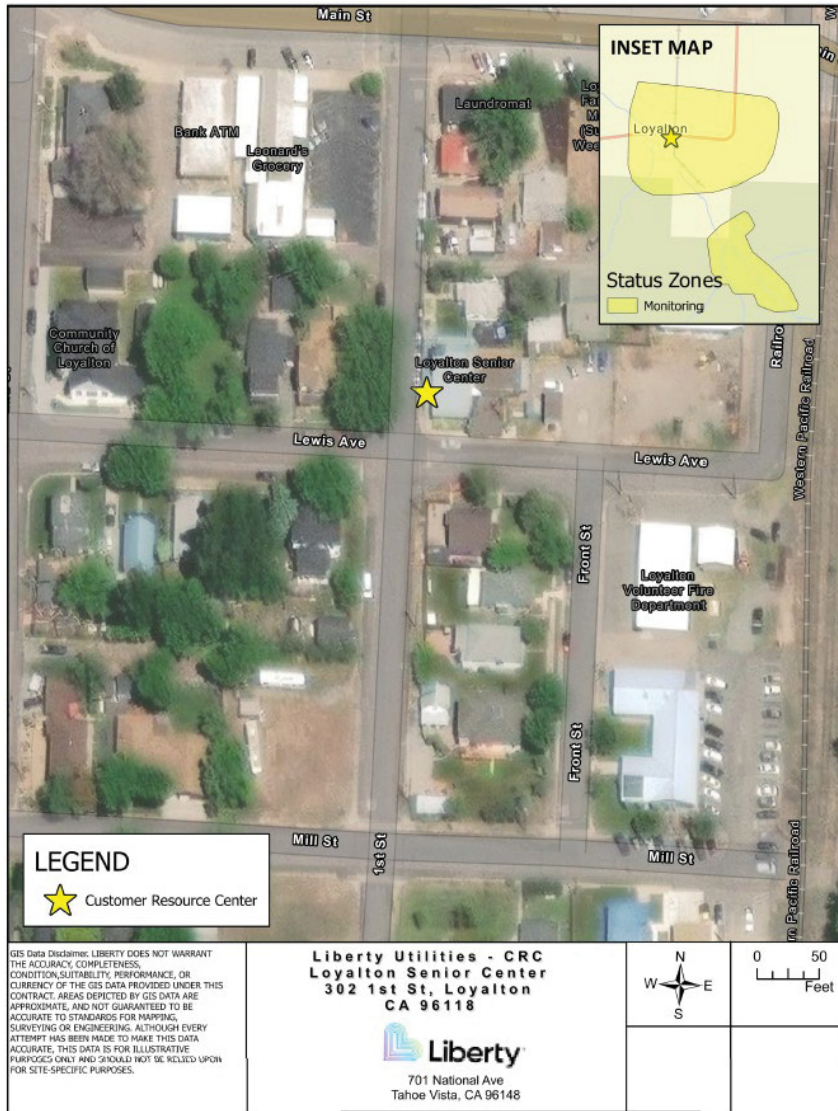 Main St
INSET MAP
Loyalton
Status Zones
Monitoring
Laundromat
Bank ATM
Leonard's
Grocery
Community
Church of
Loyalton
Loyalton Senior
Center
Lewis Ave
Lewis Ave
Western Pacific Railroad
Front St
Loyalton
Volunteer Fire
Department
Front St
Mill St
1st St
Mill St
LEGEND
Customer Resource Center
GIS Data Disclaimer: LIBERTY DOES NOT WARRANT
THE ACCURACY, COMPLETENESS,
CONDITION,SUITABILITY, PERFORMANCE, OR
CURRENCY OF THE GIS DATA PROVIDED UNDER THIS
CONTRACT. AREAS DEPICTED BY GIS DATA ARE
APPROXIMATE, AND NOT GUARANTEED TO BE
ACCURATE TO STANDARDS FOR MAPPING,
SURVEYING OR ENGINEERING. ALTHOUGH EVERY
ATTEMPT HAS BEEN MADE TO MAKE THIS DATA
ACCURATE, THIS DATA IS FOR ILLUSTRATIVE
PURPOSES ONLY AND SHOULD NOT BE RELIED UPON
FOR SITE-SPECIFIC PURPOSES.
Liberty Utilities - CRC
Loyalton Senior Center
302 1st St, Loyalton
CA 96118
Liberty
701 National Ave
Tahoe Vista, CA 96148
N
W E
S
0 50
Feet